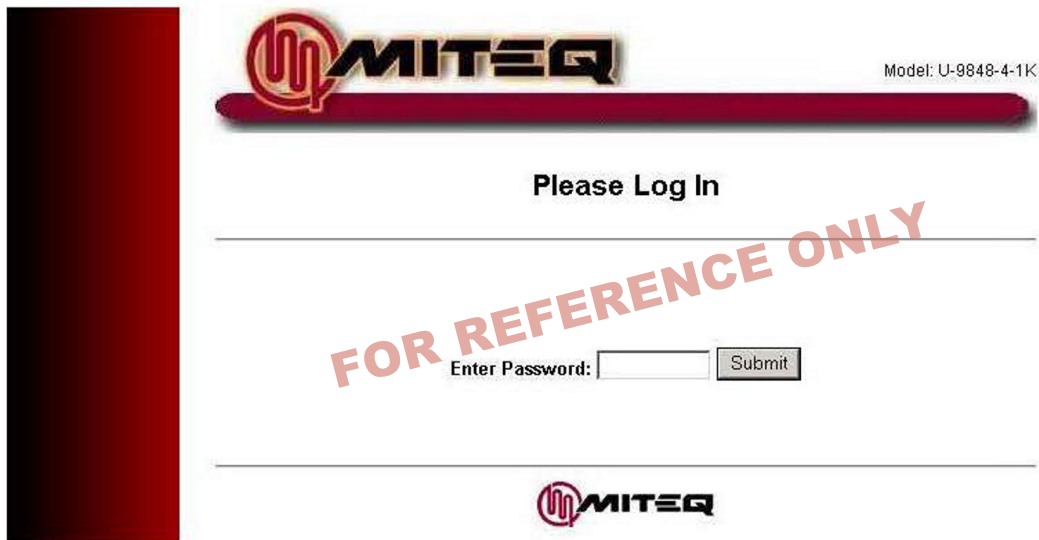 MITEQ
Model: U-9848-4-1K
Please Log In
FOR REFERENCE ONLY
Enter Password: Submit
MITEQ